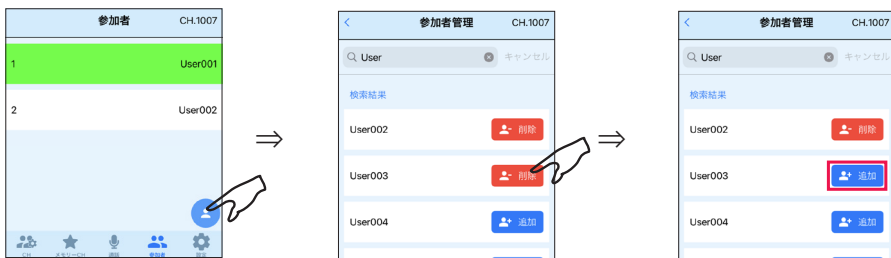 参加者 CH.1007
1 User001
2 User002
CH メモリーCH 通話 参加者 設定
⇒
< 参加者管理 CH.1007
User キャンセル
検索結果
User002 削除
User003 削除
User004 追加
⇒
< 参加者管理 CH.1007
User キャンセル
検索結果
User002 削除
User003 追加
User004 追加